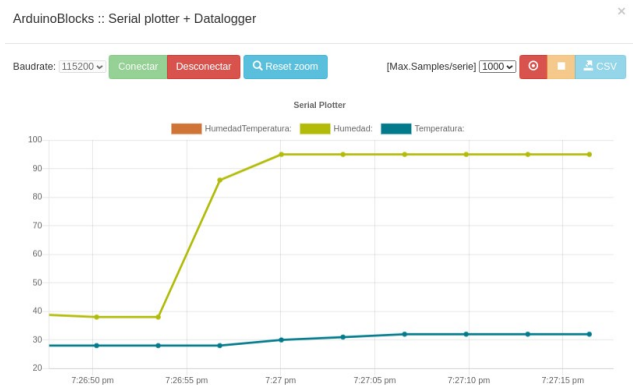 ArduinoBlocks :: Serial plotter + Datalogger
×
Baudrate: 115200 Conectar Desconectar Reset zoom [Max.Samples/serie] 1000 CSV
Serial Plotter
HumedadTemperatura: Humedad: Temperatura:
100
90
80
70
60
50
40
30
20
7:26:50 pm 7:26:55 pm 7:27 pm 7:27:05 pm 7:27:10 pm 7:27:15 pm